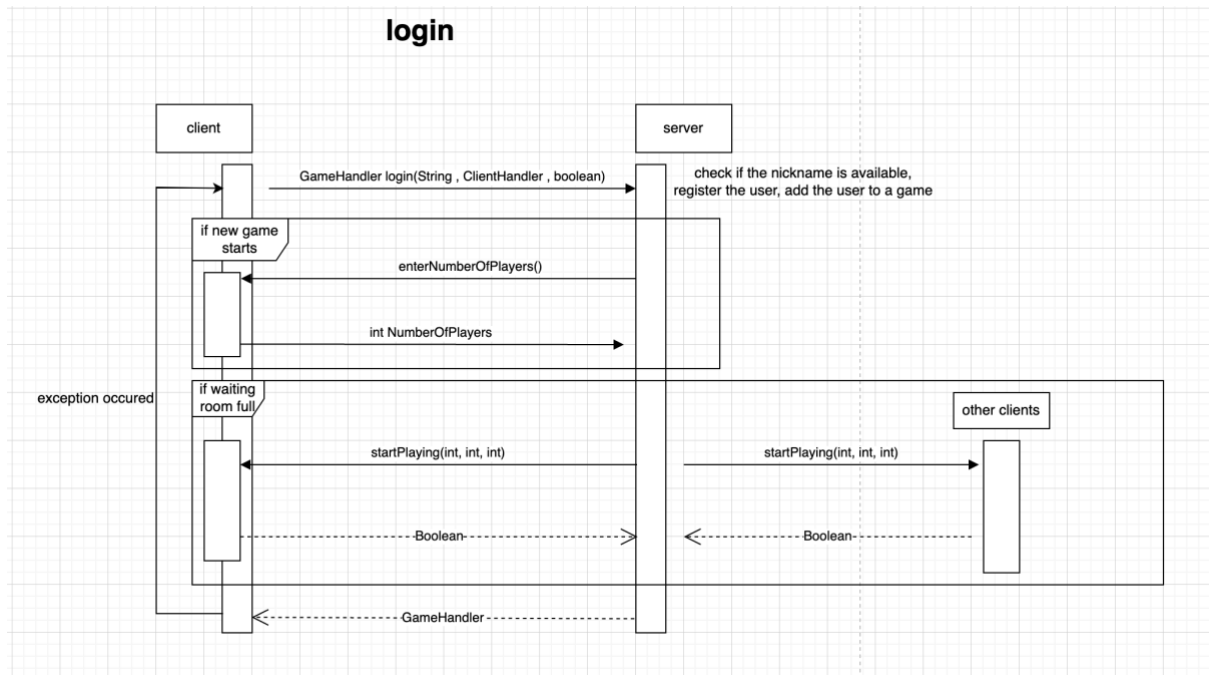 login
client
server
GameHandler login(String , ClientHandler , boolean)
check if the nickname is available,
register the user, add the user to a game
if new game
starts
enterNumberOfPlayers()
int NumberOfPlayers
exception occured
if waiting
room full
other clients
startPlaying(int, int, int)
startPlaying(int, int, int)
Boolean
Boolean
GameHandler